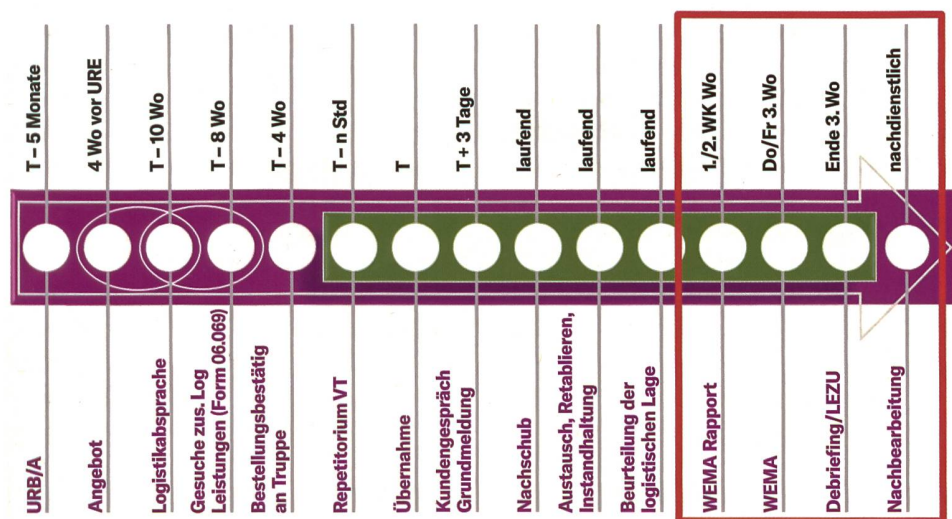 T – 5 Monate
4 Wo vor URE
T – 10 Wo
T – 8 Wo
T – 4 Wo
T – n Std
T
T + 3 Tage
laufend
laufend
laufend
1./2. WK Wo
Do/Fr 3. Wo
Ende 3. Wo
nachdienstlich
URB/A
Angebot
Logistikabsprache
Gesuche zus. Log
Leistungen (Form 06.069)
Bestellungsbestätig
an Truppe
Repetitorium VT
Übernahme
Kundengespräch
Grundmeldung
Nachschub
Austausch, Retablieren,
Instandhaltung
Beurteilung der
logistischen Lage
WEMA Rapport
WEMA
Debriefing/LEZU
Nachbearbeitung